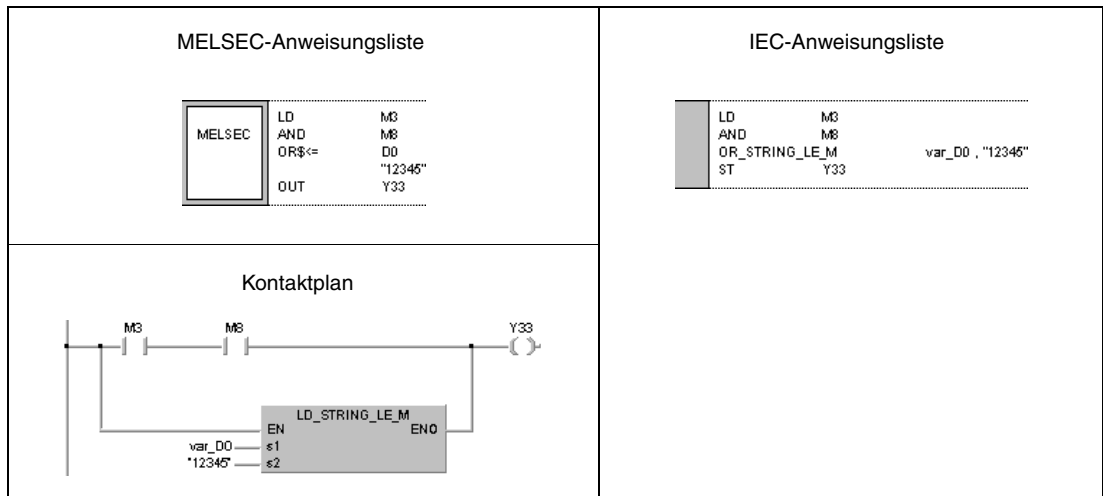 MELSEC-Anweisungsliste
MELSEC
LD M3
AND M8
OR$<= D0
"12345"
OUT Y33
IEC-Anweisungsliste
LD M3
AND M8
OR_STRING_LE_M var_D0 , "12345"
ST Y33
Kontaktplan
M3 M8 Y33
LD_STRING_LE_M
EN ENO
var_D0 s1
"12345" s2